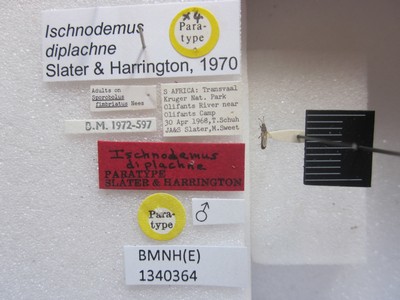 Ischnodemus
diplachne
Slater & Harrington, 1970
x4
Para-
type
Adults on
Sporobolus
fimbriatus Nees
B.M. 1972-597
S AFRICA: Transvaal
Kruger Nat. Park
Olifants River near
Olifants Camp
30 Apr 1968, T.Schuh
JA&S Slater, M.Sweet
Ischnodemus
diplachne
PARATYPE
SLATER & HARRINGTON
Para-
type
♂
BMNH(E)
1340364